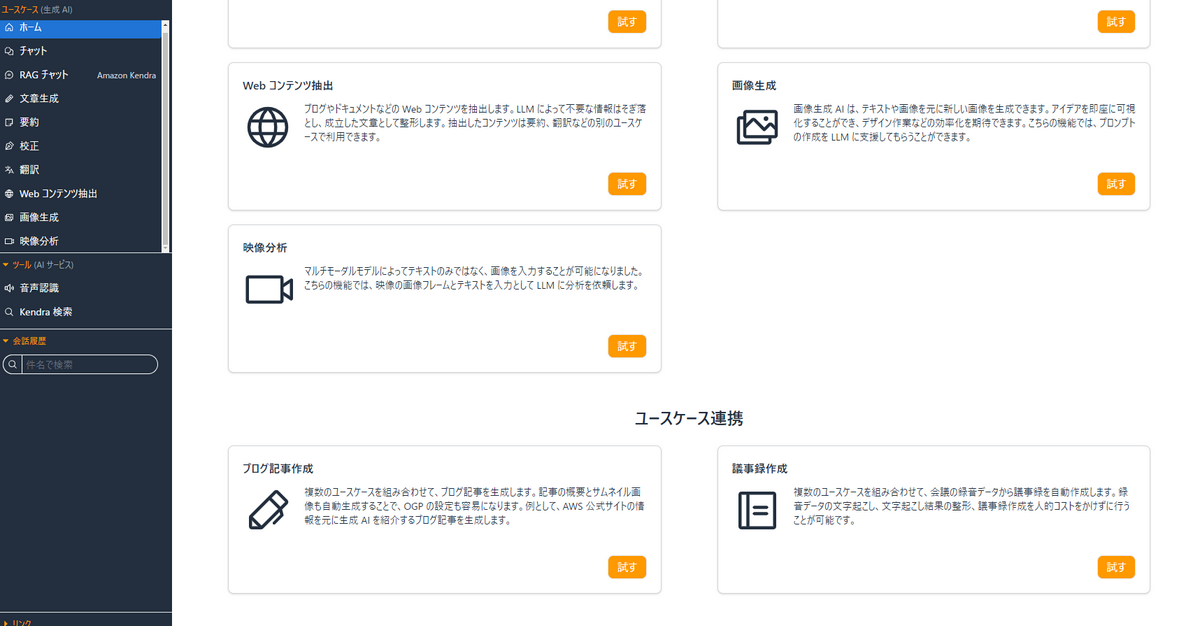 ユースケース (生成 AI)
ホーム
チャット
RAG チャット Amazon Kendra
文章生成
要約
校正
翻訳
Web コンテンツ抽出
画像生成
映像分析
ツール (AI サービス)
音声認識
Kendra 検索
会話履歴
件名で検索
リンク
試す
試す
Web コンテンツ抽出
ブログやドキュメントなどの Web コンテンツを抽出します。LLM によって不要な情報はそぎ落
とし、成立した文章として整形します。抽出したコンテンツは要約、翻訳などの別のユースケ
ースで利用できます。
試す
画像生成
画像生成 AI は、テキストや画像を元に新しい画像を生成できます。アイデアを即座に可視
化することができ、デザイン作業などの効率化を期待できます。こちらの機能では、プロンプト
の作成を LLM に支援してもらうことができます。
試す
映像分析
マルチモーダルモデルによってテキストのみではなく、画像を入力することが可能になりました。
こちらの機能では、映像の画像フレームとテキストを入力として LLM に分析を依頼します。
試す
ユースケース連携
ブログ記事作成
複数のユースケースを組み合わせて、ブログ記事を生成します。記事の概要とサムネイル画
像も自動生成することで、OGP の設定も容易になります。例として、AWS 公式サイトの情
報を元に生成 AI を紹介するブログ記事を生成します。
試す
議事録作成
複数のユースケースを組み合わせて、会議の録音データから議事録を自動作成します。録
音データの文字起こし、文字起こし結果の整形、議事録作成を人的コストをかけずに行う
ことが可能です。
試す